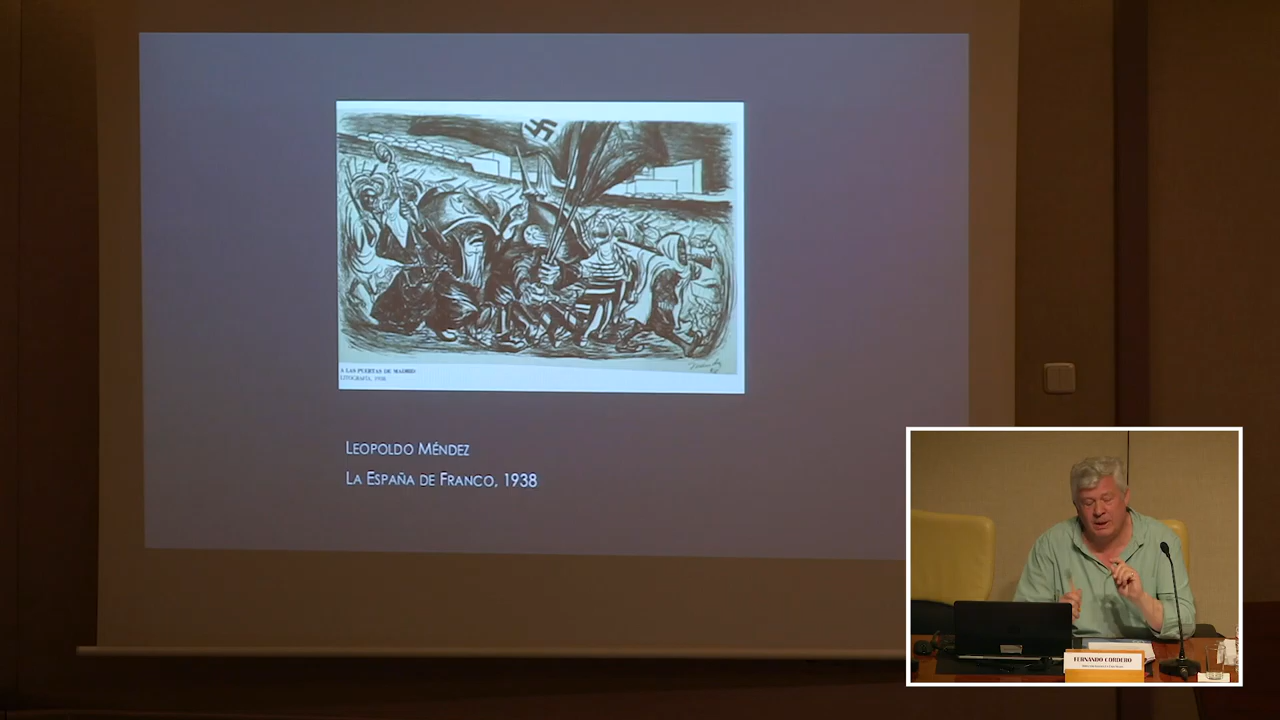 A LAS PUERTAS DE MADRID
LITOGRAFÍA, 1938
LEOPOLDO MÉNDEZ
LA ESPAÑA DE FRANCO, 1938
FERNANDO CORDERO